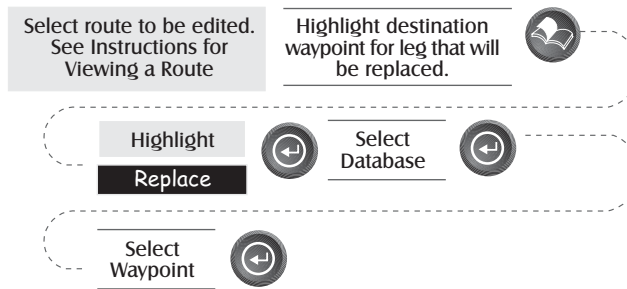 Select route to be edited.
See Instructions for
Viewing a Route
Highlight destination
waypoint for leg that will
be replaced.
Highlight
Replace
Select
Database
Select
Waypoint